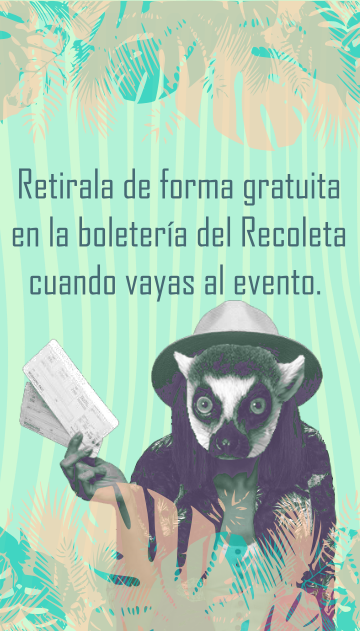 Retirala de forma gratuita
en la boletería del Recoleta
cuando vayas al evento.